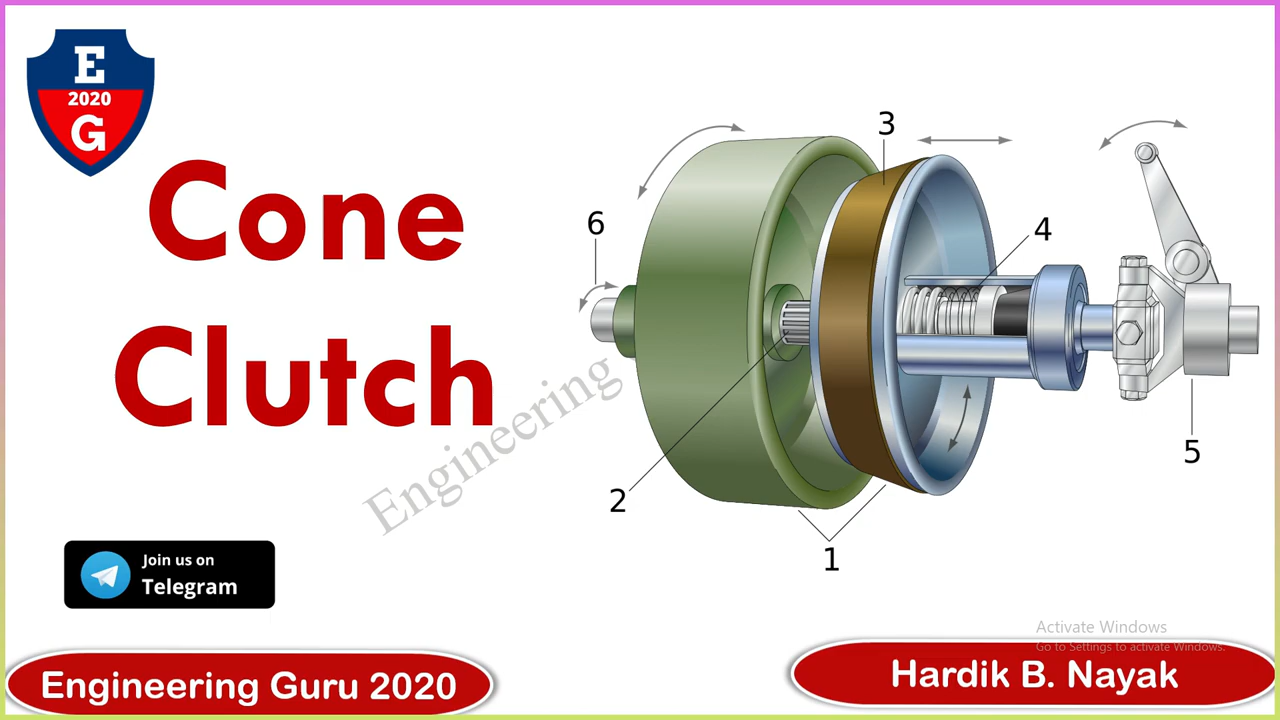 E
2020
G
Cone
Clutch
Engineering
Join us on
Telegram
1
2
3
4
5
6
Activate Windows
Go to Settings to activate Windows.
Engineering Guru 2020
Hardik B. Nayak